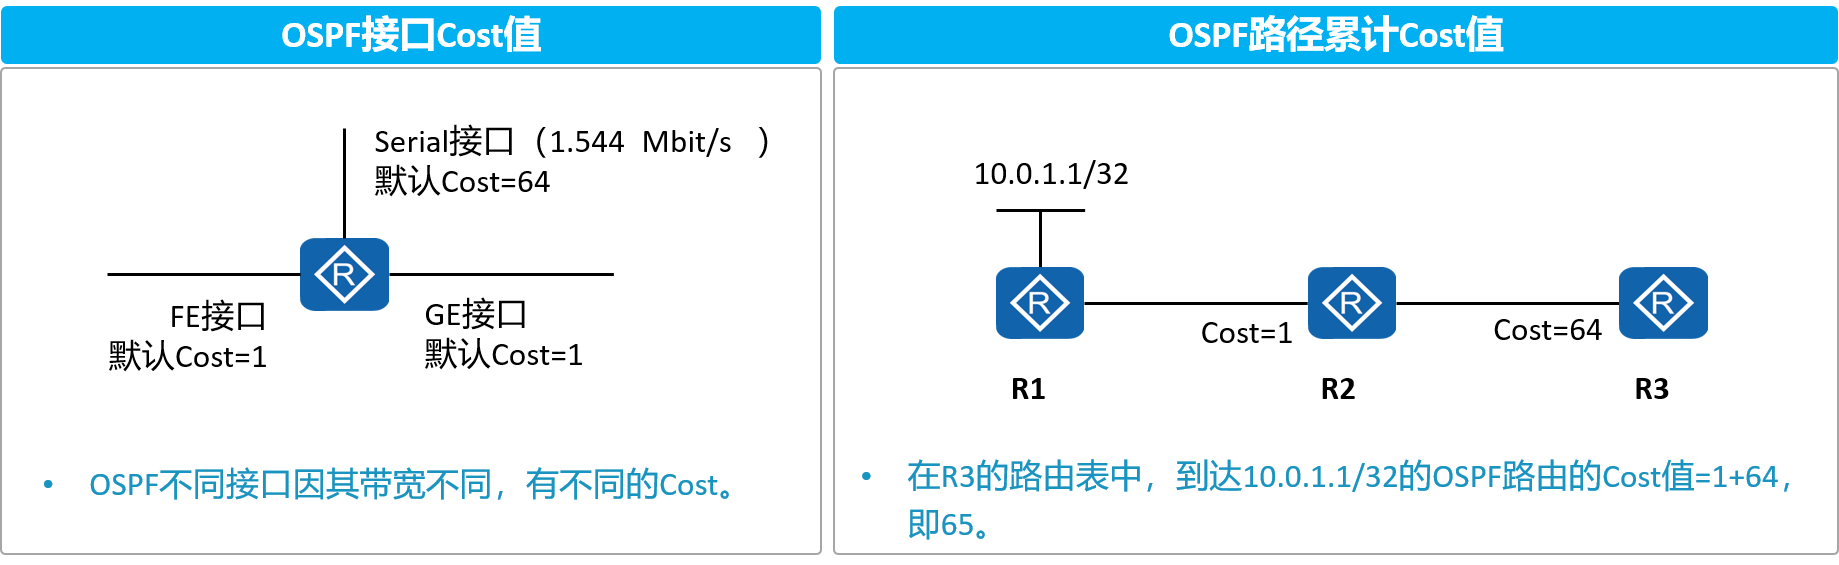 OSPF接口Cost值
Serial接口（1.544 Mbit/s ）
默认Cost=64
R
FE接口
默认Cost=1
GE接口
默认Cost=1
• OSPF不同接口因其带宽不同，有不同的Cost。
OSPF路径累计Cost值
10.0.1.1/32
R
R
R
Cost=1
Cost=64
R1
R2
R3
• 在R3的路由表中，到达10.0.1.1/32的OSPF路由的Cost值=1+64，
即65。